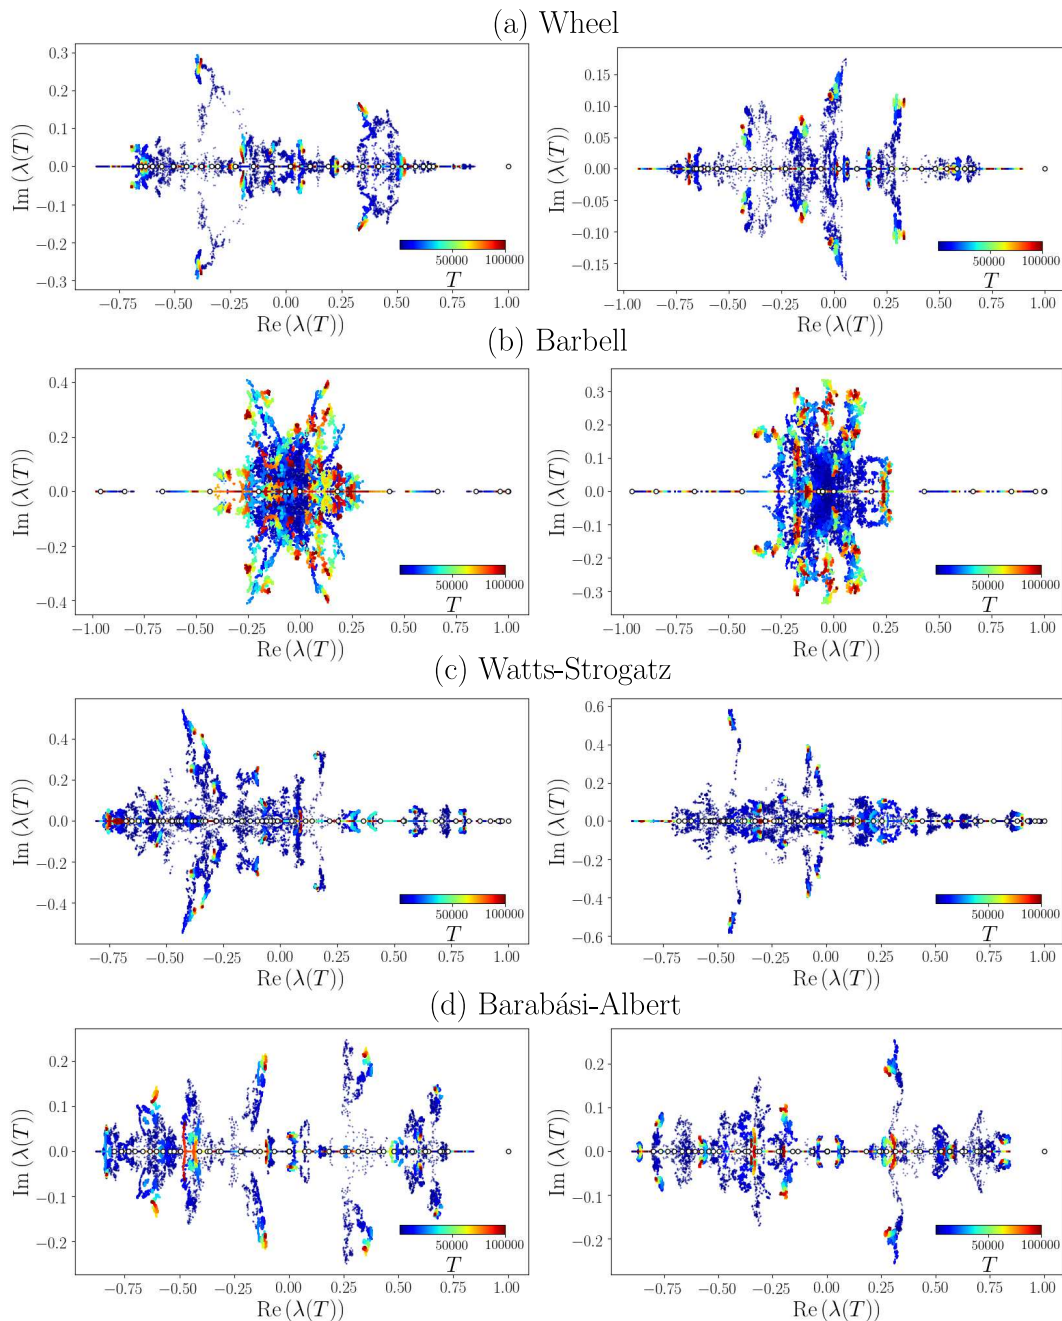 (a) Wheel
0.3
0.2
0.1
0.0
−0.1
−0.2
−0.3
Im (λ(T))
50000 100000
T
−0.75 −0.50 −0.25 0.00 0.25 0.50 0.75 1.00
Re (λ(T))
0.15
0.10
0.05
0.00
−0.05
−0.10
−0.15
Im (λ(T))
50000 100000
T
−1.00 −0.75 −0.50 −0.25 0.00 0.25 0.50 0.75 1.00
Re (λ(T))
(b) Barbell
0.4
0.2
0.0
−0.2
−0.4
Im (λ(T))
50000 100000
T
−1.00 −0.75 −0.50 −0.25 0.00 0.25 0.50 0.75 1.00
Re (λ(T))
0.3
0.2
0.1
0.0
−0.1
−0.2
−0.3
Im (λ(T))
50000 100000
T
−1.00 −0.75 −0.50 −0.25 0.00 0.25 0.50 0.75 1.00
Re (λ(T))
(c) Watts-Strogatz
0.4
0.2
0.0
−0.2
−0.4
Im (λ(T))
50000 100000
T
−0.75 −0.50 −0.25 0.00 0.25 0.50 0.75 1.00
Re (λ(T))
0.6
0.4
0.2
0.0
−0.2
−0.4
−0.6
Im (λ(T))
50000 100000
T
−1.00 −0.75 −0.50 −0.25 0.00 0.25 0.50 0.75 1.00
Re (λ(T))
(d) Barabási-Albert
0.2
0.1
0.0
−0.1
−0.2
Im (λ(T))
50000 100000
T
−0.75 −0.50 −0.25 0.00 0.25 0.50 0.75 1.00
Re (λ(T))
0.2
0.1
0.0
−0.1
−0.2
Im (λ(T))
50000 100000
T
−0.75 −0.50 −0.25 0.00 0.25 0.50 0.75 1.00
Re (λ(T))